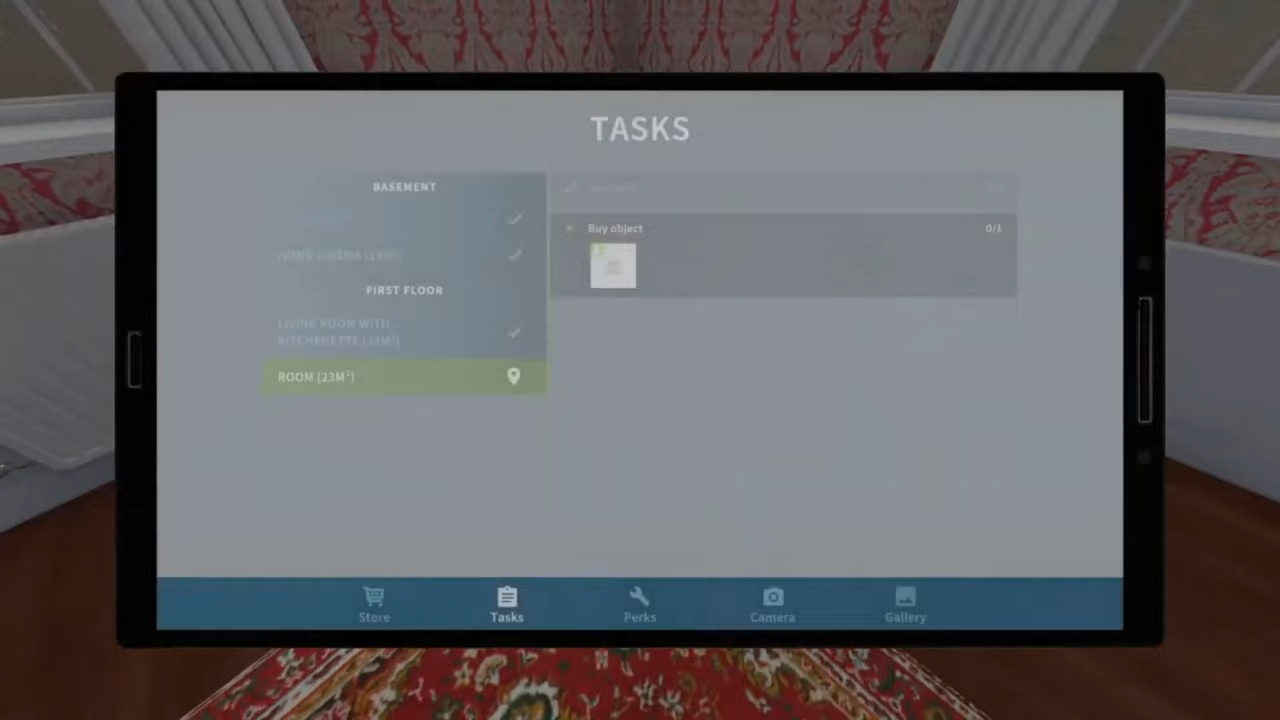 TASKS
BASEMENT
FIRST FLOOR
LIVING ROOM WITH
KITCHENETTE (33M²)
ROOM (23M²)
Buy object
0/1
Store
Tasks
Perks
Camera
Gallery